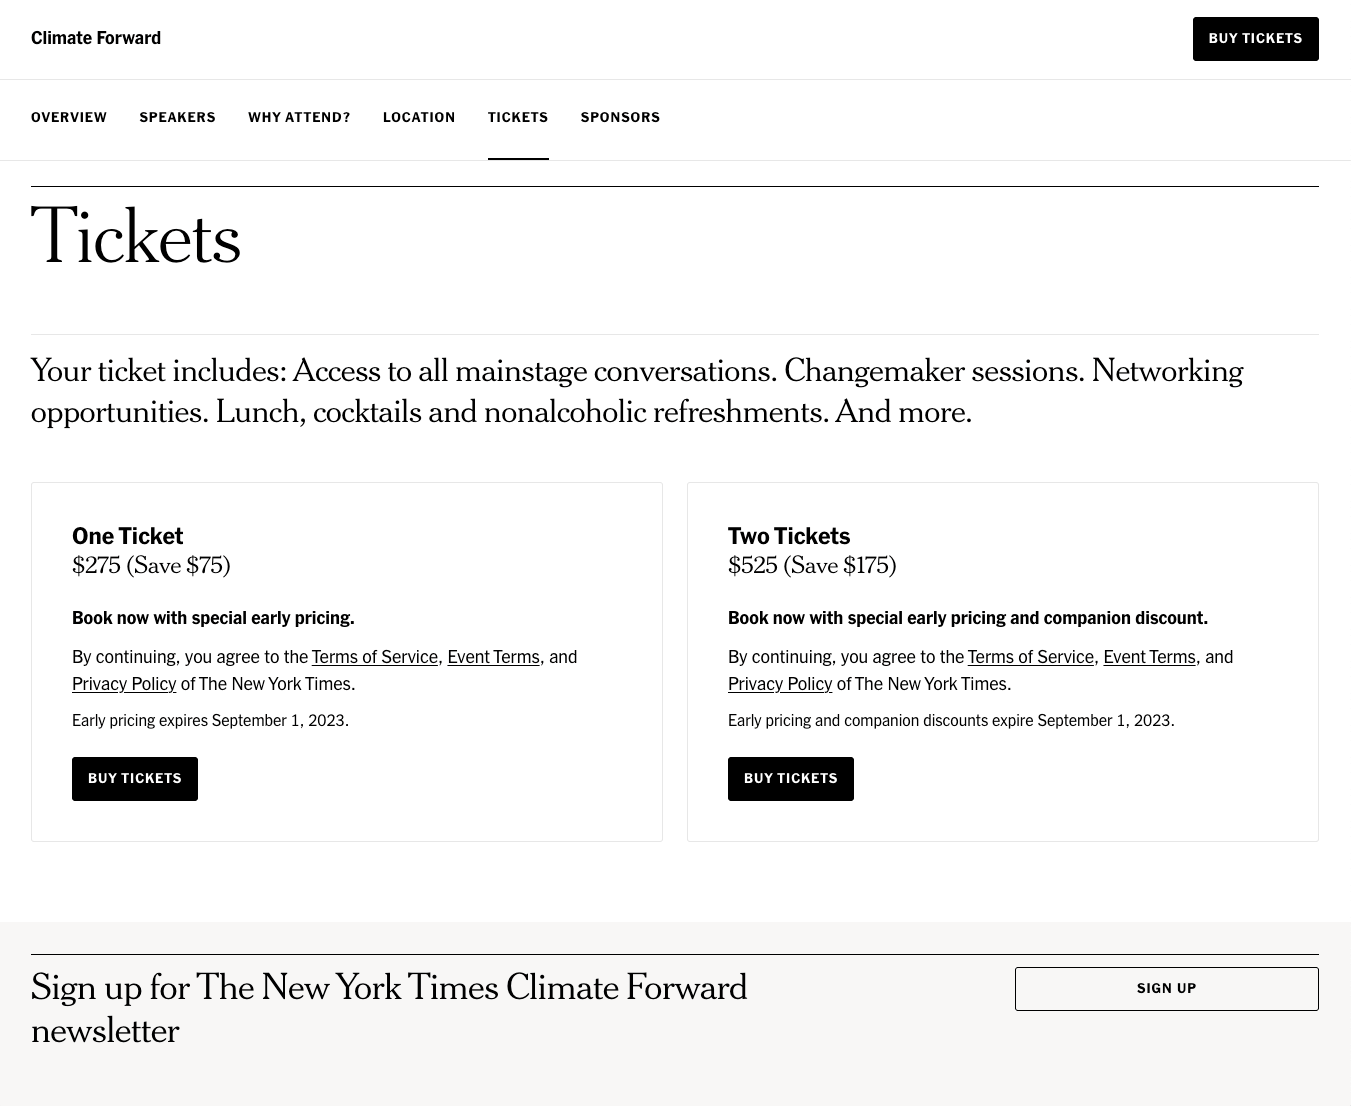 Climate Forward
BUY TICKETS
OVERVIEW SPEAKERS WHY ATTEND? LOCATION TICKETS SPONSORS
Tickets
Your ticket includes: Access to all mainstage conversations. Changemaker sessions. Networking
opportunities. Lunch, cocktails and nonalcoholic refreshments. And more.
One Ticket
$275 (Save $75)
Book now with special early pricing.
By continuing, you agree to the Terms of Service, Event Terms, and
Privacy Policy of The New York Times.
Early pricing expires September 1, 2023.
BUY TICKETS
Two Tickets
$525 (Save $175)
Book now with special early pricing and companion discount.
By continuing, you agree to the Terms of Service, Event Terms, and
Privacy Policy of The New York Times.
Early pricing and companion discounts expire September 1, 2023.
BUY TICKETS
Sign up for The New York Times Climate Forward
newsletter
SIGN UP